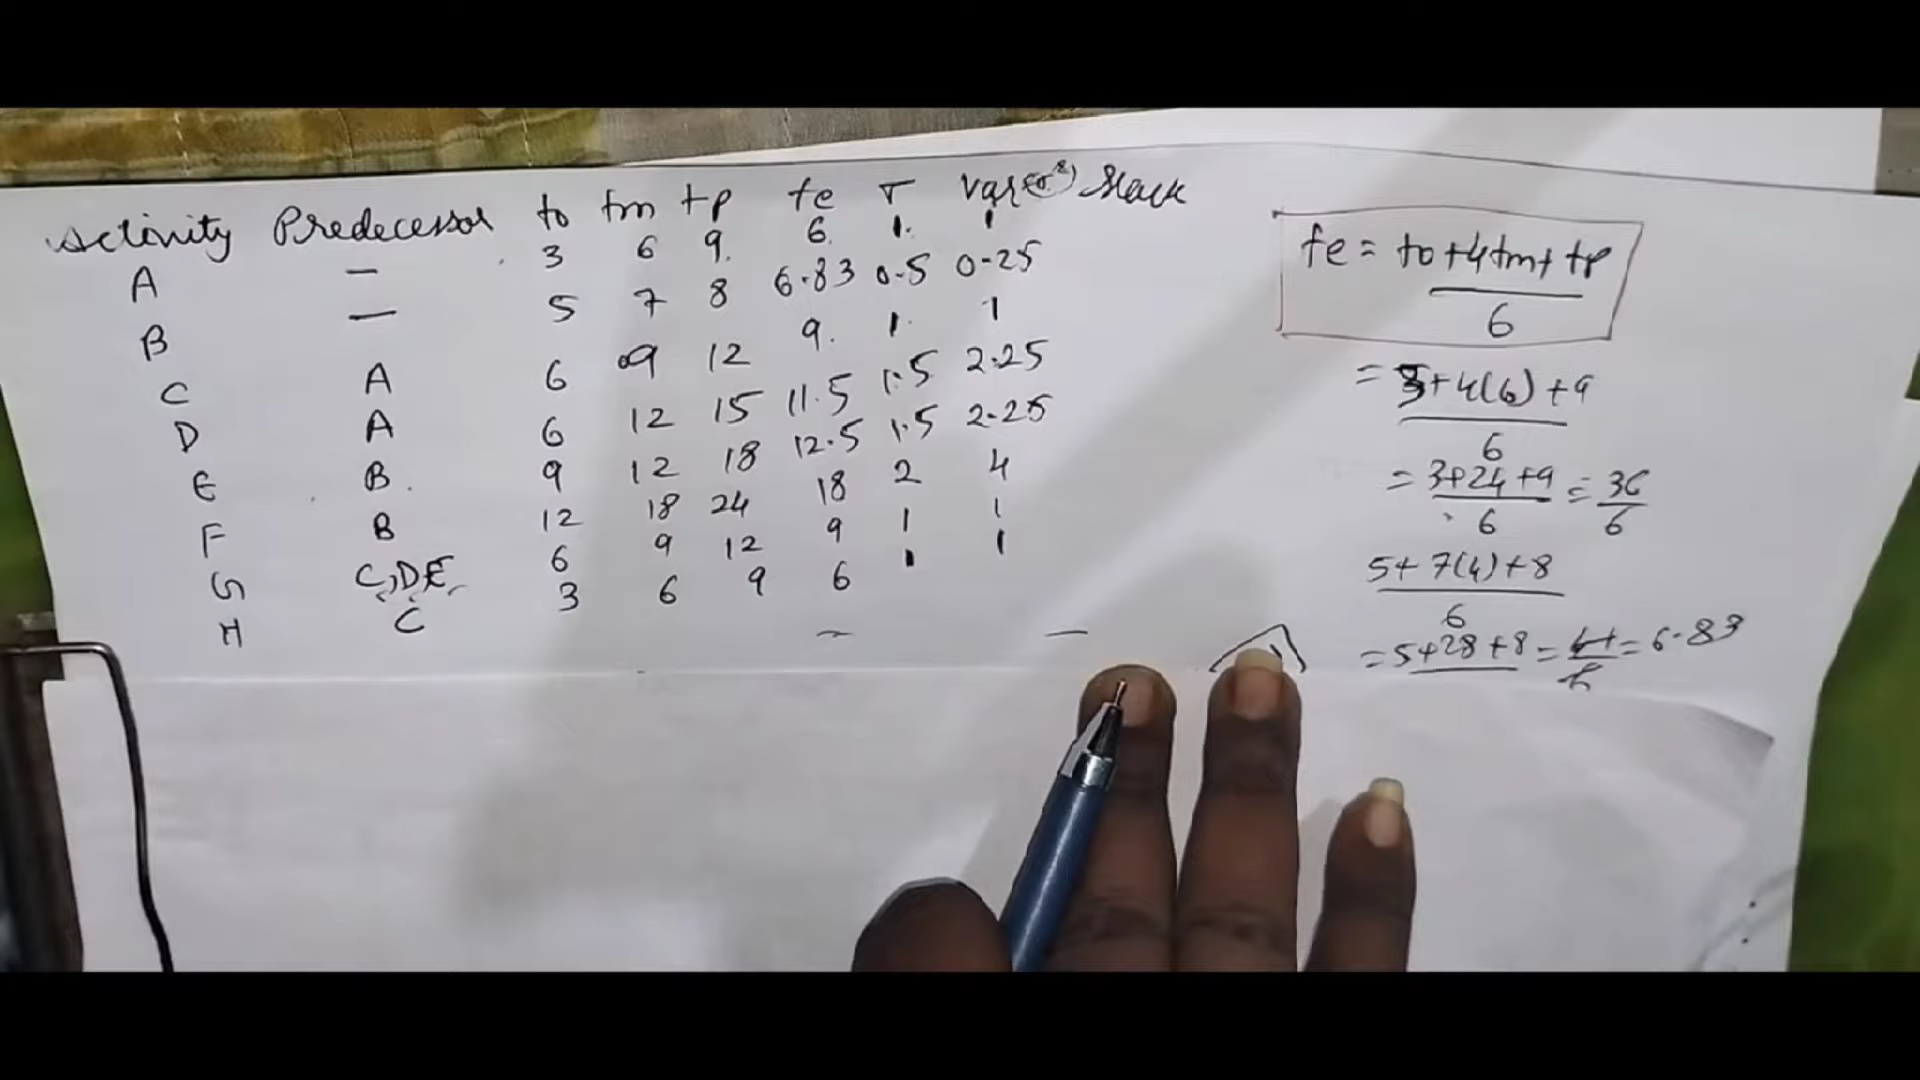 Activity Predecessor to tm tp te σ Var(σ²) Slack
A — 3 6 9. 6. 1. 1
B — 5 7 8 6.83 0.5 0.25
C A 6 9 12 9. 1. 1
D A 6 12 15 11.5 1.5 2.25
E B. 9 12 18 12.5 1.5 2.25
F B 12 18 24 18 2 4
G C,D,E 6 9 12 9 1 1
H C 3 6 9 6 1 1
te = to+4tm+tp
6
= 3+4(6)+9
6
= 3+24+9 = 36
6 6
5+7(4)+8
6
= 5+28+8 = 41 = 6.83
6